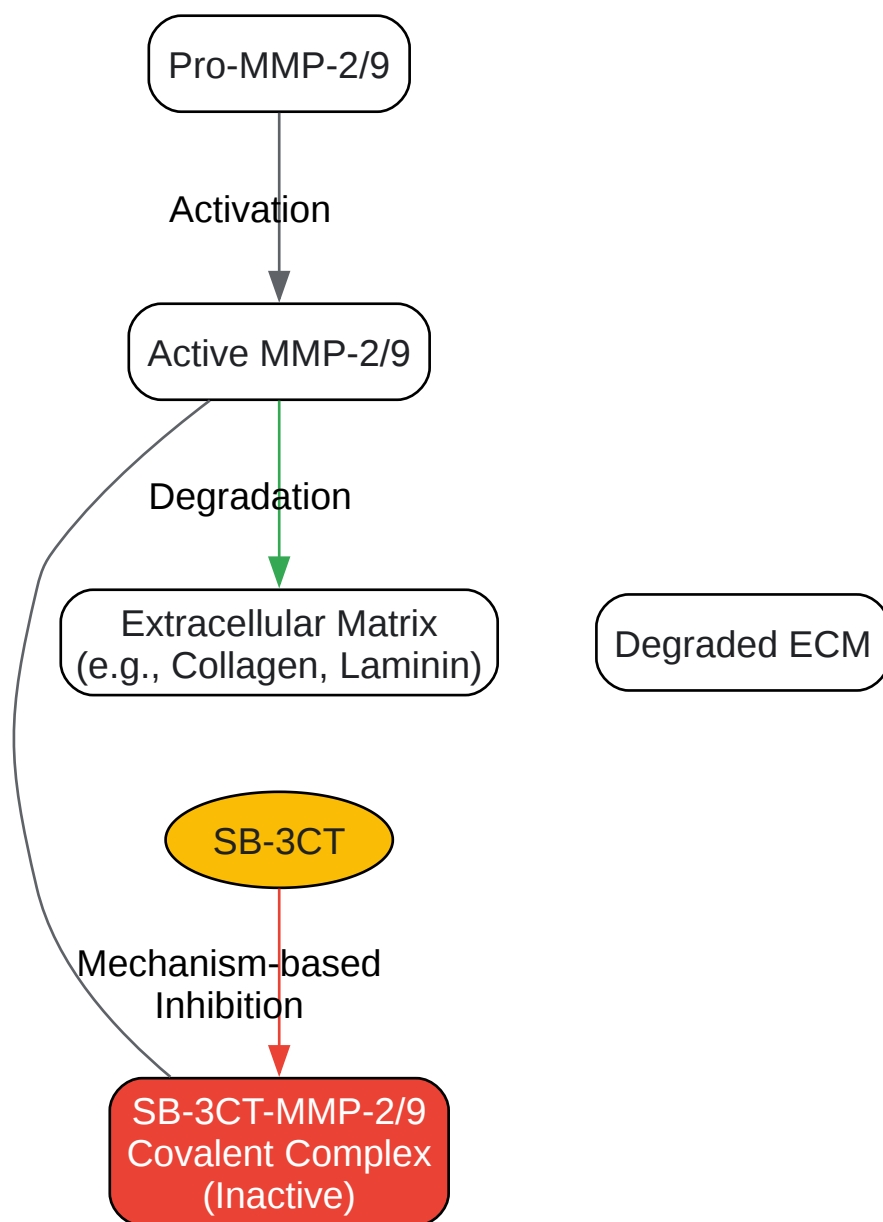 Pro-MMP-2/9
Activation
Active MMP-2/9
Degradation
Extracellular Matrix
(e.g., Collagen, Laminin)
Degraded ECM
SB-3CT
Mechanism-based
Inhibition
SB-3CT-MMP-2/9
Covalent Complex
(Inactive)